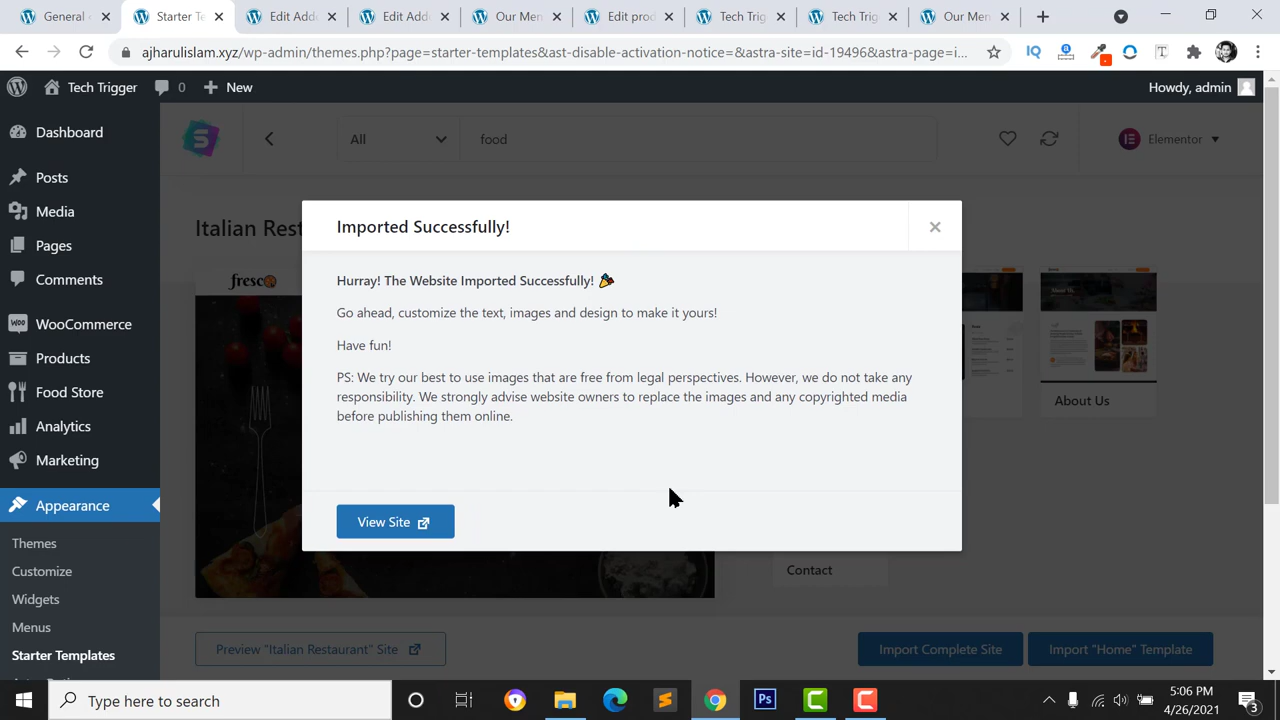 General
Starter Te
Edit Adde
Edit Adde
Our Men
Edit prod
Tech Trig
Tech Trig
Our Men
ajharulislam.xyz/wp-admin/themes.php?page=starter-templates&ast-disable-activation-notice=&astra-site=id-19496&astra-page=i...
Tech Trigger
0
New
Howdy, admin
Dashboard
Posts
Media
Pages
Comments
WooCommerce
Products
Food Store
Analytics
Marketing
Appearance
Themes
Customize
Widgets
Menus
Starter Templates
All
food
Elementor
Italian Rest
fresco
Imported Successfully!
Hurray! The Website Imported Successfully!
Go ahead, customize the text, images and design to make it yours!
Have fun!
PS: We try our best to use images that are free from legal perspectives. However, we do not take any
responsibility. We strongly advise website owners to replace the images and any copyrighted media
before publishing them online.
View Site
About Us
Contact
Preview "Italian Restaurant" Site
Import Complete Site
Import "Home" Template
Type here to search
Ps
5:06 PM
4/26/2021
3